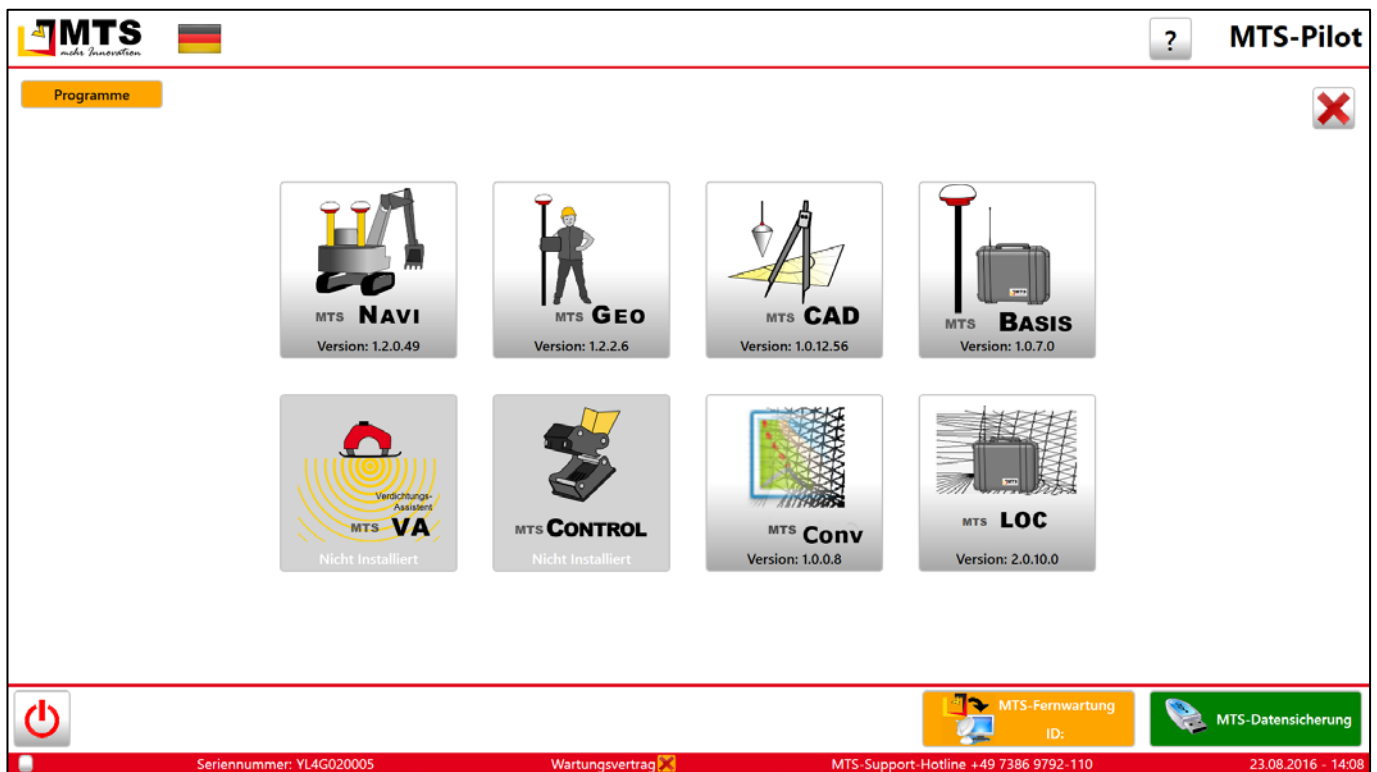 MTS
mehr Innovation
?
MTS-Pilot
Programme
MTS NAVI
Version: 1.2.0.49
MTS GEO
Version: 1.2.2.6
MTS CAD
Version: 1.0.12.56
MTS
MTS BASIS
Version: 1.0.7.0
Verdichtungs-
Assistent
MTS VA
Nicht Installiert
MTS CONTROL
Nicht Installiert
MTS Conv
Version: 1.0.0.8
MTS
MTS LOC
Version: 2.0.10.0
MTS-Fernwartung
ID:
MTS-Datensicherung
Seriennummer: YL4G020005
Wartungsvertrag
MTS-Support-Hotline +49 7386 9792-110
23.08.2016 - 14:08